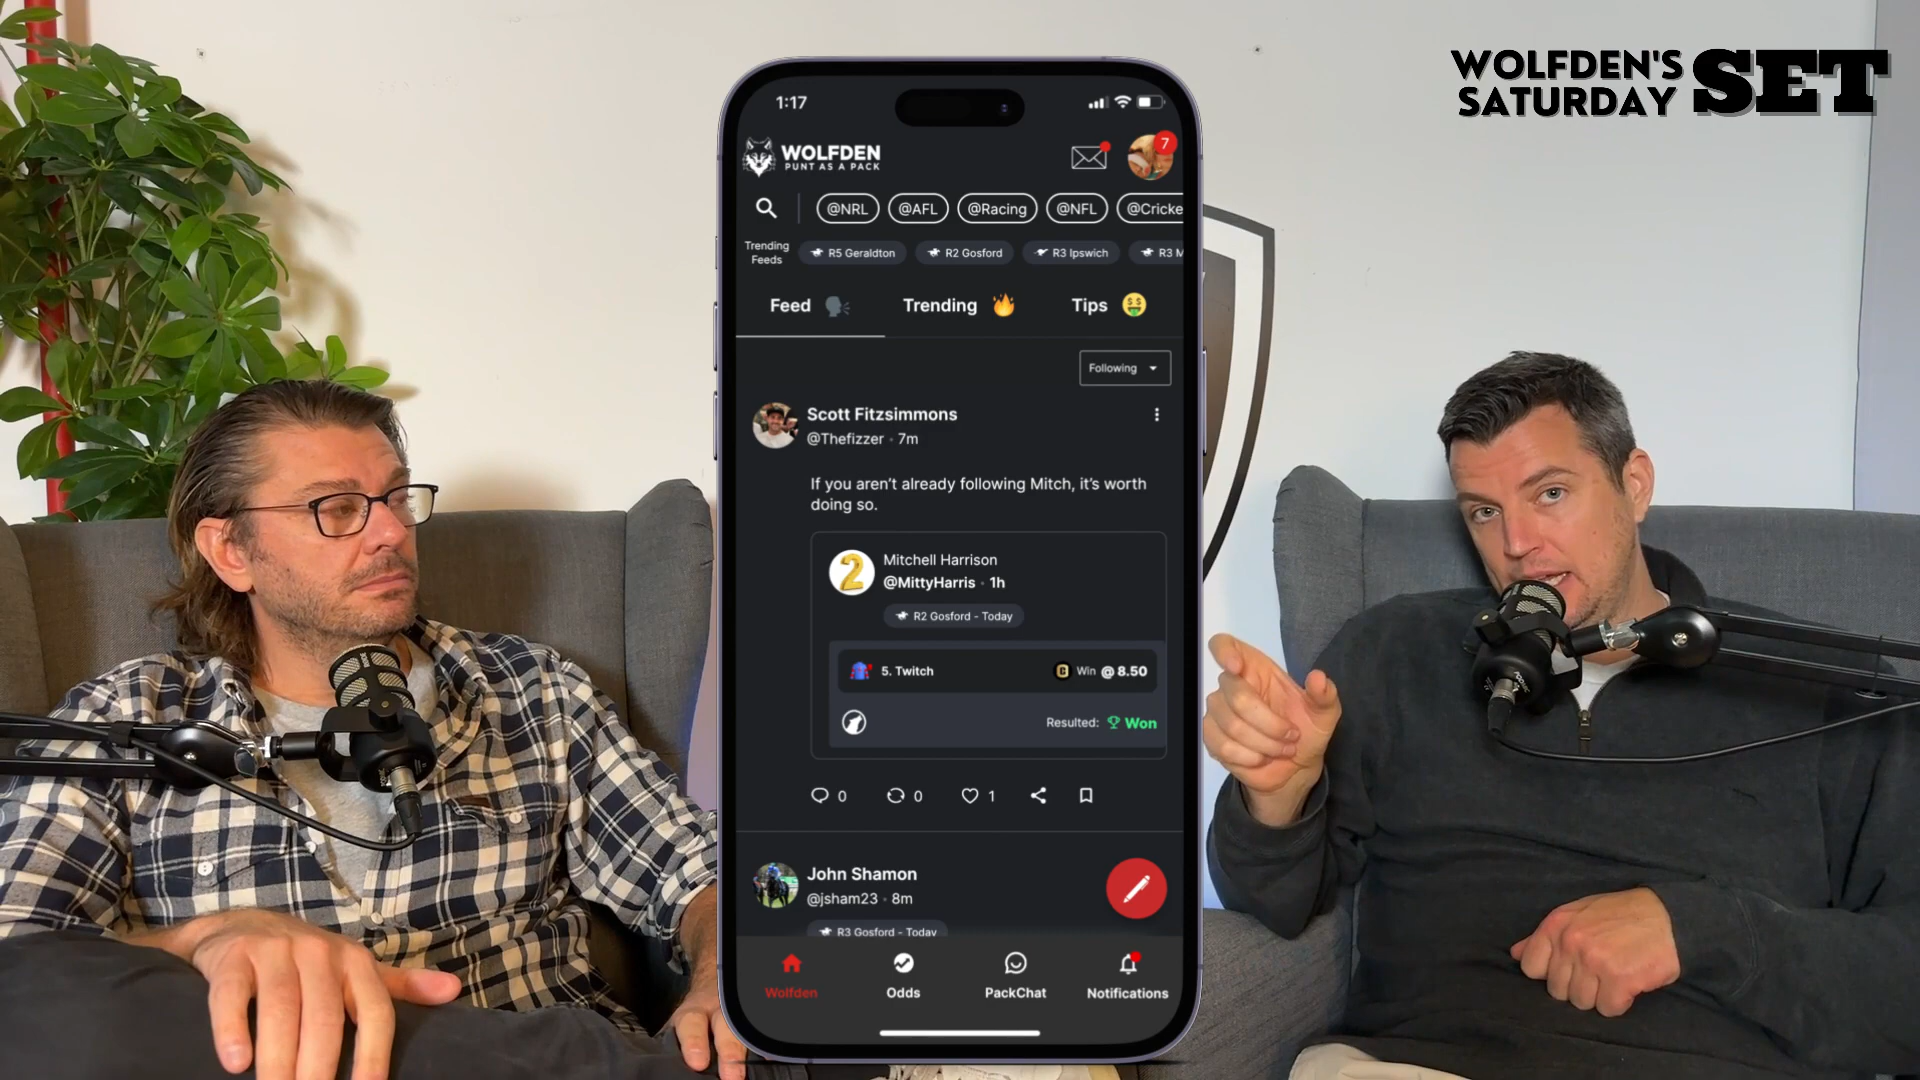 WOLFDEN'S
SATURDAY
SET
1:17
WOLFDEN
PUNT AS A PACK
7
@NRL
@AFL
@Racing
@NFL
@Cricke
Trending
Feeds
R5 Geraldton
R2 Gosford
R3 Ipswich
R3 M
Feed
Trending
Tips
Following
Scott Fitzsimmons
@Thefizzer • 7m
If you aren't already following Mitch, it's worth
doing so.
2
Mitchell Harrison
@MittyHarris • 1h
R2 Gosford - Today
5. Twitch
Win @ 8.50
Resulted: Won
0
0
1
John Shamon
@jsham23 • 8m
R3 Gosford - Today
Wolfden
Odds
PackChat
Notifications